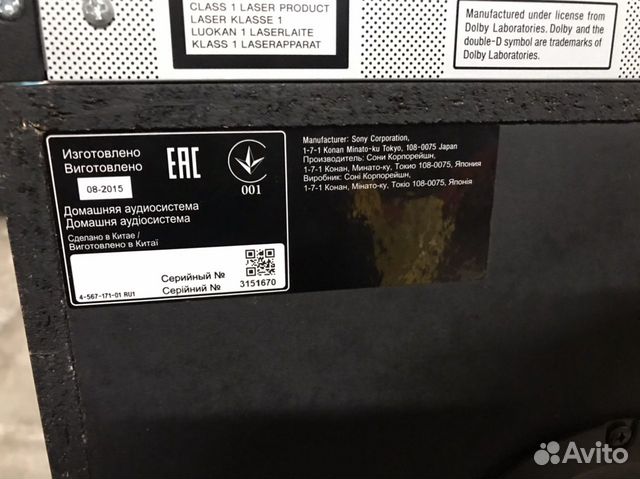 CLASS 1 LASER PRODUCT
LASER KLASSE 1
LUOKAN 1 LASERLAITE
KLASS 1 LASERAPPARAT
Manufactured under license from
Dolby Laboratories. Dolby and the
double-D symbol are trademarks of
Dolby Laboratories.
Изготовлено
Виготовлено
08-2015
EAC
001
Домашняя аудиосистема
Домашня аудіосистема
Сделано в Китае /
Виготовлено в Китаї
Серийный №
Серійний №
3151670
4-567-171-01 RU1
Manufacturer: Sony Corporation,
1-7-1 Konan Minato-ku Tokyo, 108-0075 Japan
Производитель: Сони Корпорейшн,
1-7-1 Конан, Минато-ку, Токио 108-0075, Япония
Виробник: Соні Корпорейшн,
1-7-1 Конан, Мінато-ку. Токіо 108-0075, Японія
Avito